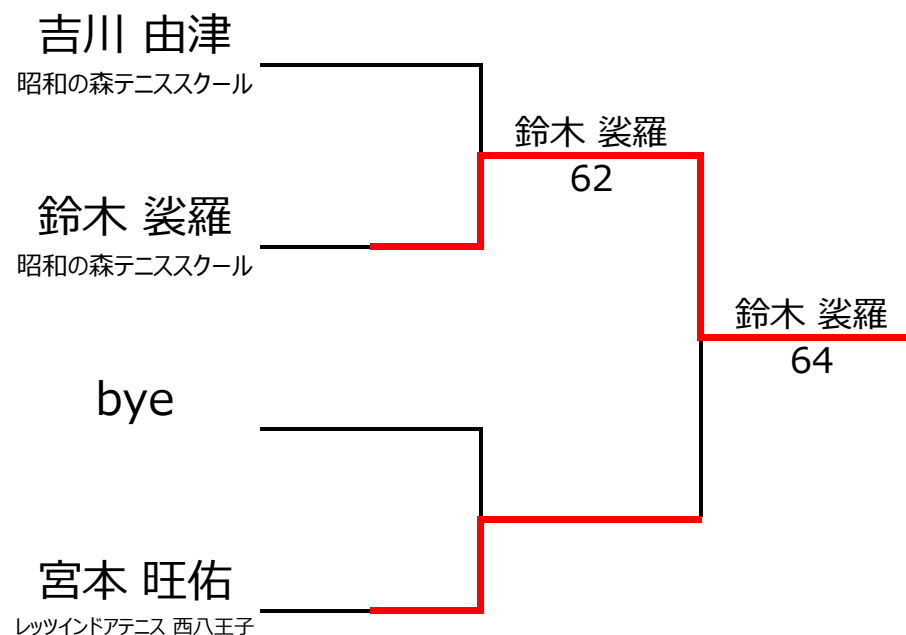 吉川 由津
昭和の森テニススクール
鈴木 裟羅
62
鈴木 裟羅
昭和の森テニススクール
鈴木 裟羅
64
bye
宮本 旺佑
レッツインドアテニス 西八王子